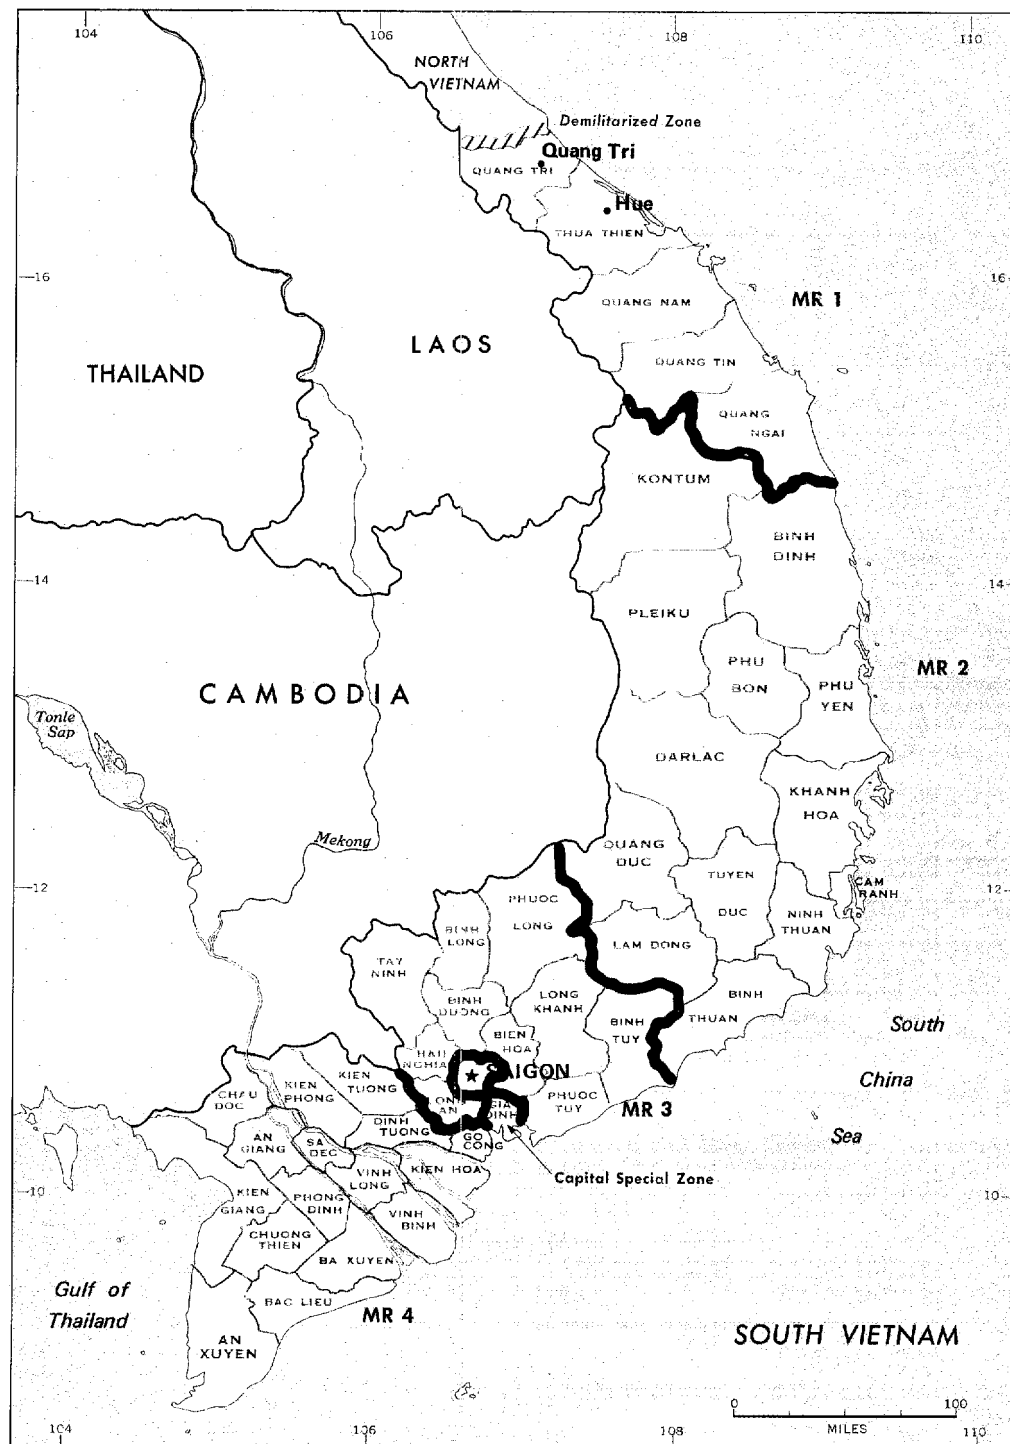 104
106
108
110
NORTH
VIETNAM
Demilitarized Zone
Quang Tri
QUANG TRI
Hue
THUA THIEN
16
16
MR 1
QUANG NAM
LAOS
QUANG TIN
THAILAND
QUANG
NGAI
KONTUM
BINH
DINH
14
14
PLEIKU
PHU
BON
MR 2
PHU
YEN
CAMBODIA
Tonle
Sap
DARLAC
KHANH
HOA
Mekong
QUANG
DUC
TUYEN
DUC
12
CAM
RANH
12
PHUOC
LONG
NINH
THUAN
BINH
LONG
LAM DONG
TAY
NINH
BINH
DUONG
LONG
KHANH
BINH
TUY
BINH
THUAN
South
China
Sea
BIEN
HOA
HAU
NGHIA
SAIGON
KIEN
TUONG
KIEN
PHONG
CHAU
DOC
LONG
AN
GIA
DINH
PHUOC
TUY
MR 3
DINH
TUONG
GO
CONG
AN
GIANG
SA
DEC
VINH
LONG
KIEN HOA
Capital Special Zone
10
10
KIEN
GIANG
PHONG
DINH
VINH
BINH
CHUONG
THIEN
BA XUYEN
Gulf of
Thailand
BAC LIEU
MR 4
AN
XUYEN
SOUTH VIETNAM
0
100
MILES
104
106
108
110